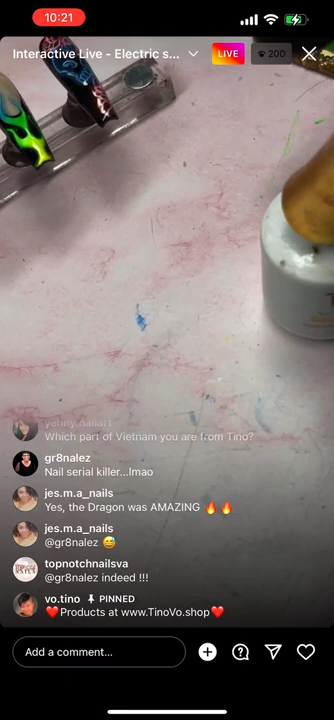 10:21
Interactive Live - Electric s...
LIVE
200
yenny.nailart
Which part of Vietnam you are from Tino?
gr8nalez
Nail serial killer...lmao
jes.m.a_nails
Yes, the Dragon was AMAZING 🔥🔥
jes.m.a_nails
@gr8nalez 😅
topnotchnailsva
@gr8nalez indeed !!!
vo.tino PINNED
❤️Products at www.TinoVo.shop❤️
Add a comment...